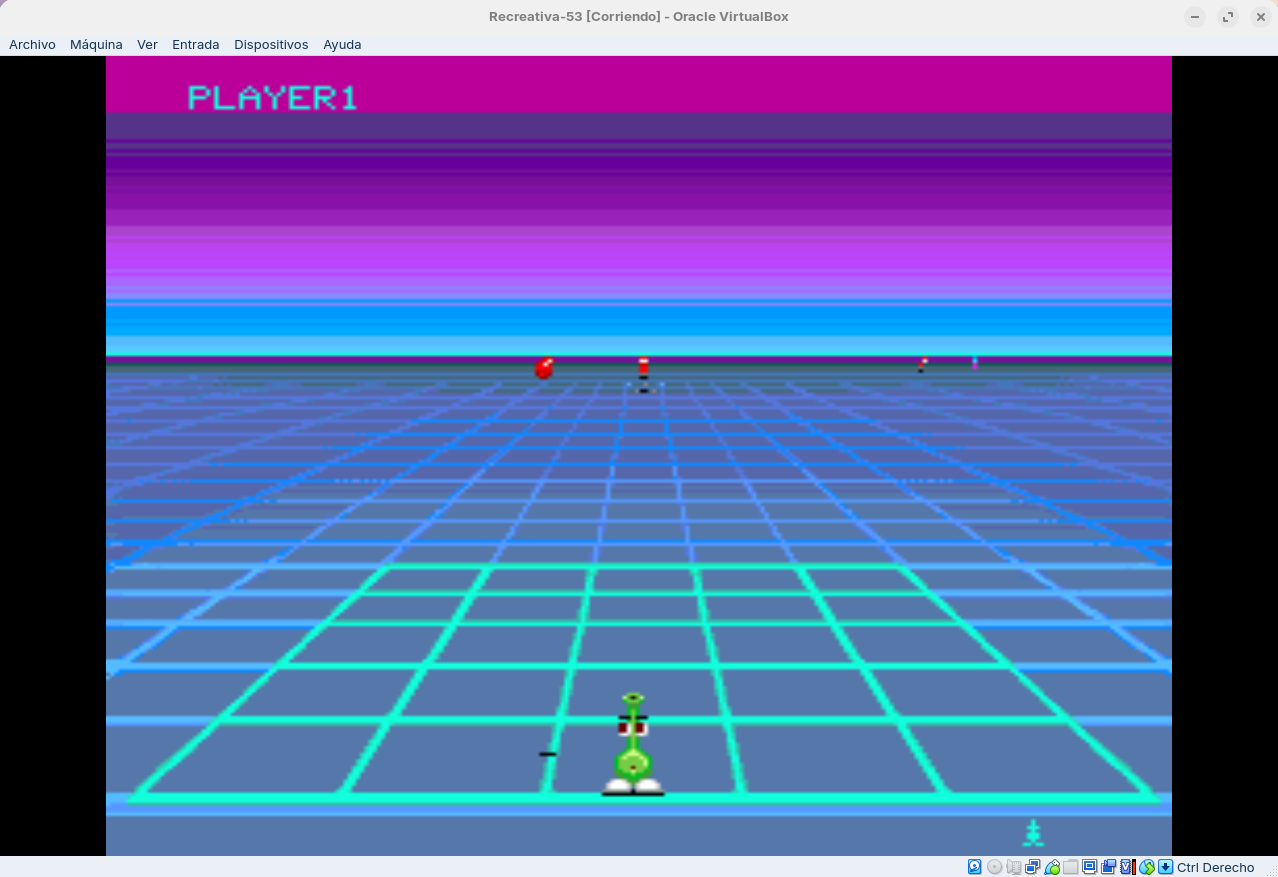 Recreativa-53 [Corriendo] - Oracle VirtualBox
Archivo Máquina Ver Entrada Dispositivos Ayuda
PLAYER1
Ctrl Derecho